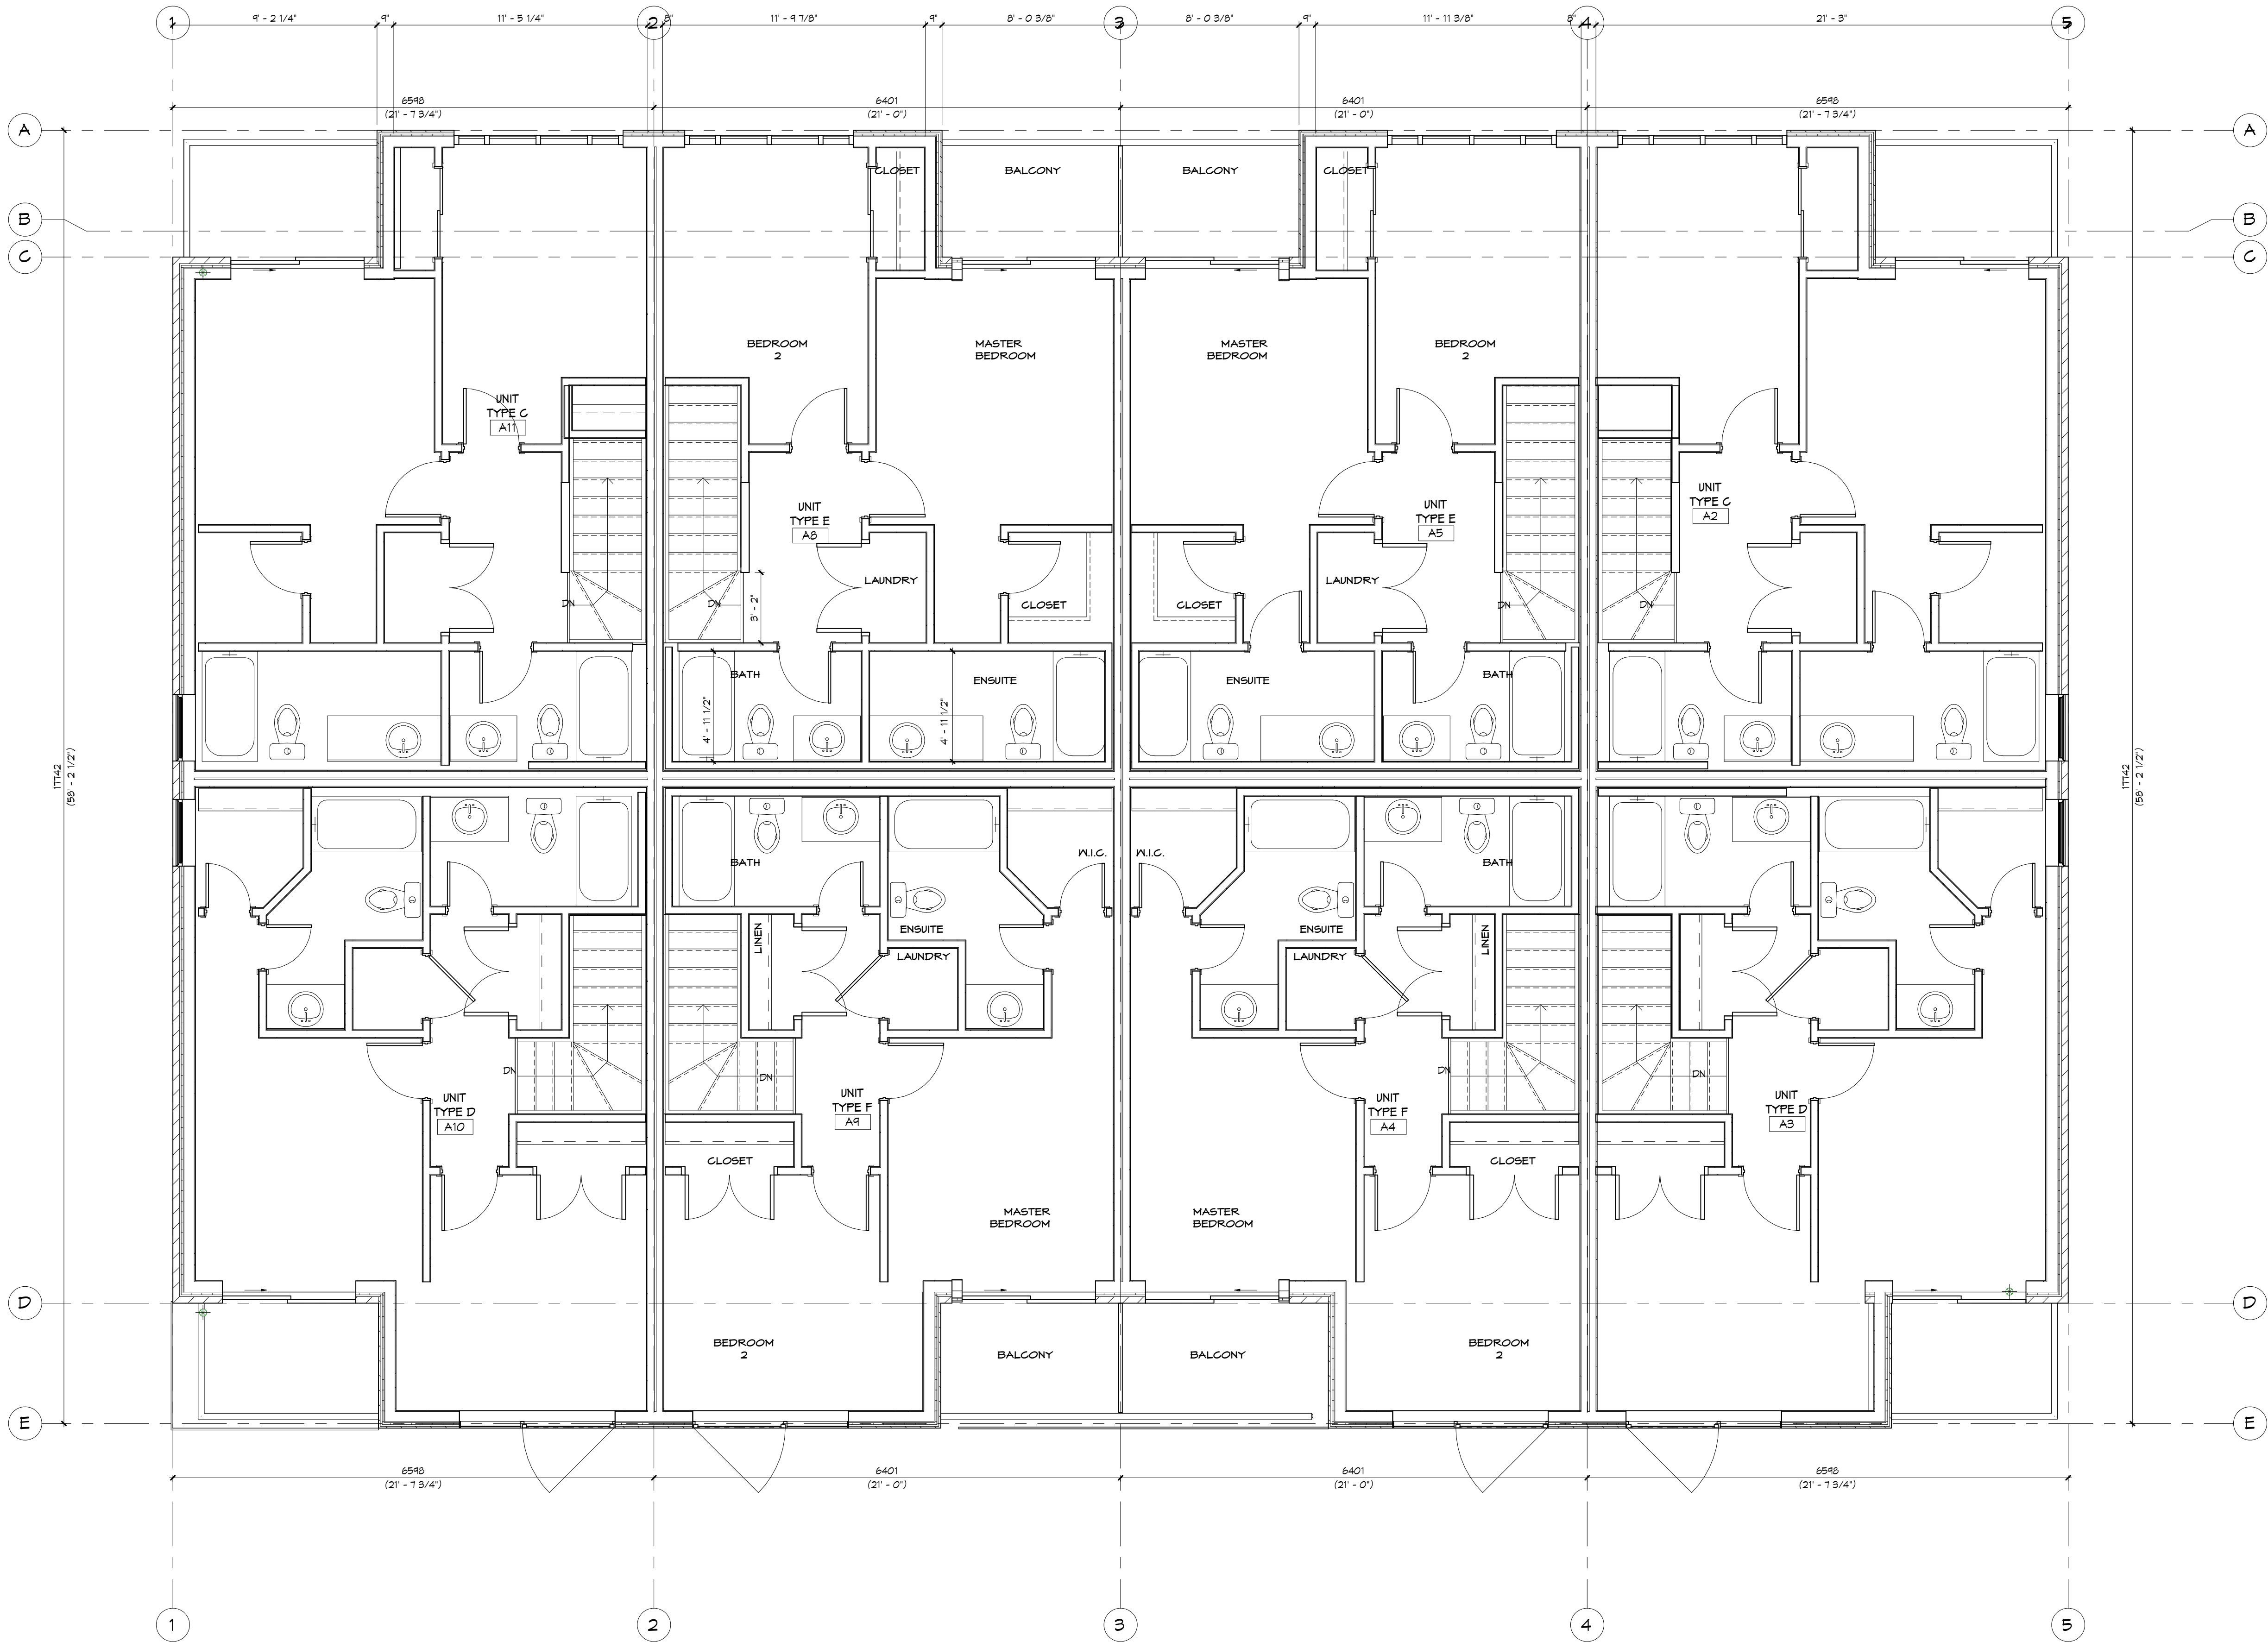 1 2 3 4 5
9' - 2 1/4" 9" 11' - 5 1/4" 8" 11' - 9 7/8" 9" 8' - 0 3/8" 8' - 0 3/8" 9" 11' - 11 3/8" 8" 21' - 3"
6598 6401 6401 6598
(21' - 7 3/4") (21' - 0") (21' - 0") (21' - 7 3/4")
A A
CLOSET BALCONY BALCONY CLOSET
B B
C C
BEDROOM
2
MASTER
BEDROOM
MASTER
BEDROOM
BEDROOM
2
UNIT
TYPE C
A11
UNIT
TYPE E
A8
UNIT
TYPE E
A5
UNIT
TYPE C
A2
LAUNDRY LAUNDRY
DN DN 3' - 2" CLOSET CLOSET DN DN
BATH ENSUITE ENSUITE BATH
4' - 11 1/2" 4' - 11 1/2"
17742
(58' - 2 1/2")
17742
(58' - 2 1/2")
BATH W.I.C. W.I.C. BATH
LINEN ENSUITE ENSUITE LINEN
LAUNDRY LAUNDRY
DN DN DN DN
UNIT
TYPE D
A10
UNIT
TYPE F
A9
UNIT
TYPE F
A4
UNIT
TYPE D
A3
CLOSET CLOSET
MASTER
BEDROOM
MASTER
BEDROOM
D D
BEDROOM
2
BALCONY BALCONY
BEDROOM
2
E E
6598 6401 6401 6598
(21' - 7 3/4") (21' - 0") (21' - 0") (21' - 7 3/4")
1 2 3 4 5